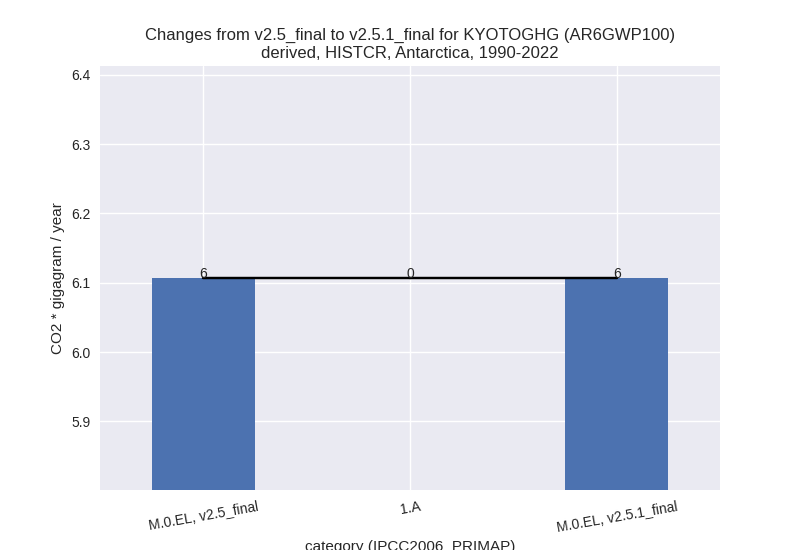 Changes from v2.5_final to v2.5.1_final for KYOTOGHG (AR6GWP100)
derived, HISTCR, Antarctica, 1990-2022
6.4
6.3
6.2
6.1
6.0
5.9
CO2 * gigagram / year
6
0
6
M.0.EL, v2.5_final
1.A
M.0.EL, v2.5.1_final
category (IPCC2006_PRIMAP)